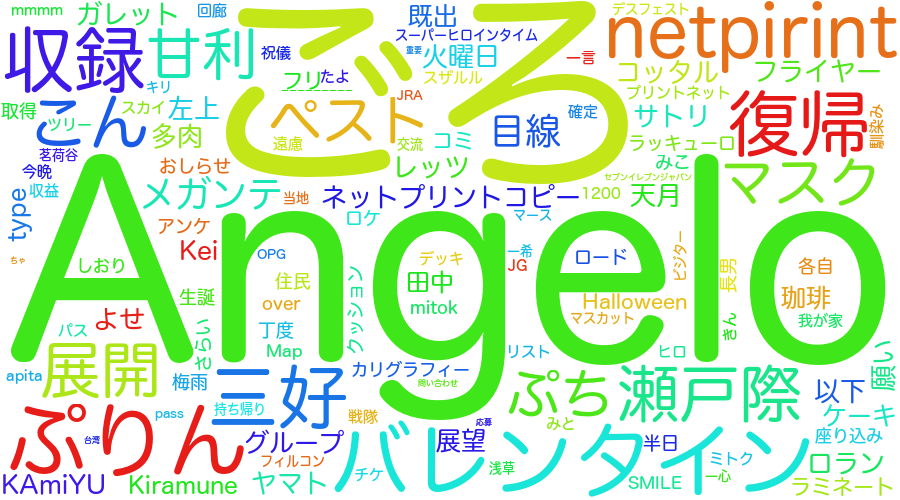 mmmm
ガレット
回廊
既出
スーパーヒロインタイム
デスフェスト
netpirint
収録
甘利
祝儀
重要
火曜日
一言
ごろ
キリ
フリ
たよ
----------
スザルル
コッタル
フライヤー
取得
スカイ
左上
ペスト
JRA
確定
プリントネット
復帰
こん
ツリー
多肉
遠慮
交流
コミ
目線
サトリ
ラッキューロ
馴染み
茗荷谷
今晩
おしらせ
レッツ
みこ
セブンイレブンジャパン
マスク
収益
メガンテ
当地
ネットプリントコピー
1200
天月
type
アンケ
ロケ
マース
Angelo
Kei
OPG
デッキ
一希
JG
ロード
ビジター
長男
各自
ちゃ
しおり
クッション
田中
住民
mitok
Halloween
珈琲
生誕
over
マスカット
きん
我が家
パス
よせ
さらい
丁度
Map
リスト
ヒロ
願い
apita
展開
梅雨
カリグラフィー
問い合わせ
三好
ぷち
瀬戸際
以下
ぷりん
pass
持ち帰り
戦隊
応募
みと
ケーキ
台湾
グループ
バレンタイン
展望
半日
座り込み
フィルコン
チケ
浅草
ミトク
ロラン
KAmiYU
Kiramune
ヤマト
SMILE
一心
ラミネート